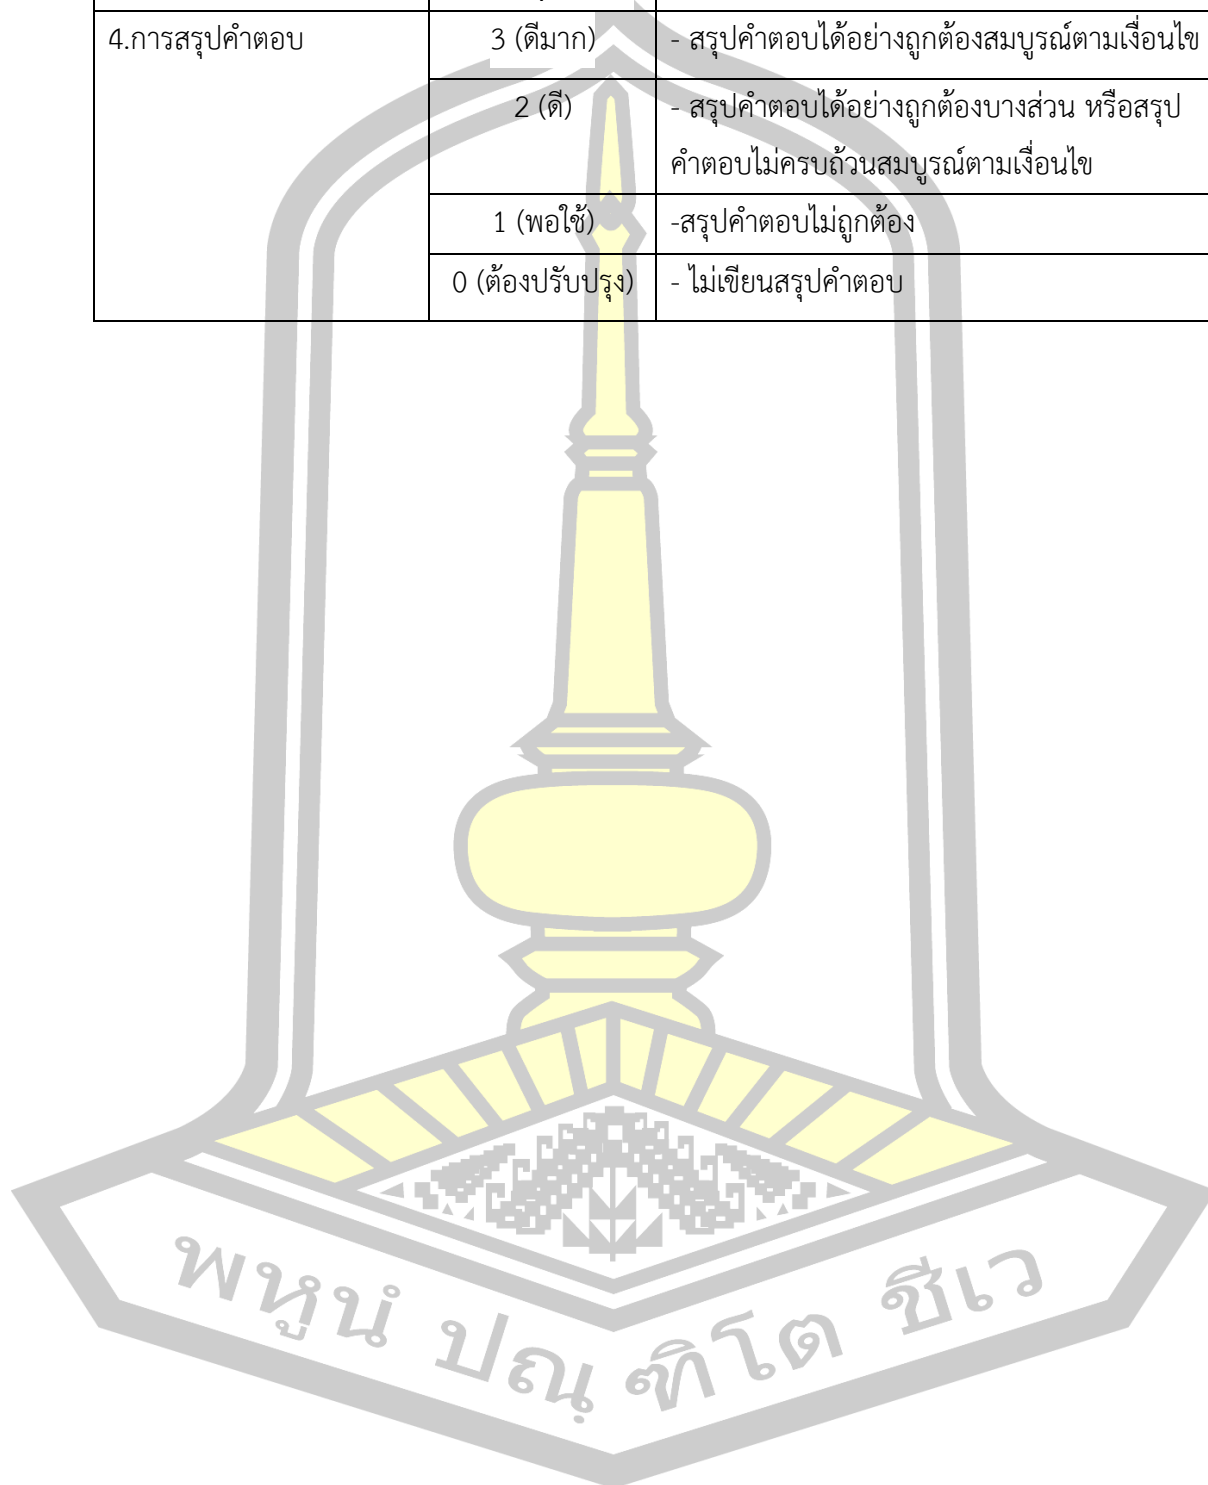 4.การสรุปคำตอบ
3 (ดีมาก)
- สรุปคำตอบได้อย่างถูกต้องสมบูรณ์ตามเงื่อนไข
2 (ดี)
- สรุปคำตอบได้อย่างถูกต้องบางส่วน หรือสรุป
คำตอบไม่ครบถ้วนสมบูรณ์ตามเงื่อนไข
1 (พอใช้)
-สรุปคำตอบไม่ถูกต้อง
0 (ต้องปรับปรุง)
- ไม่เขียนสรุปคำตอบ
พหูนํ ปณฺ ฑิโต ชีเว